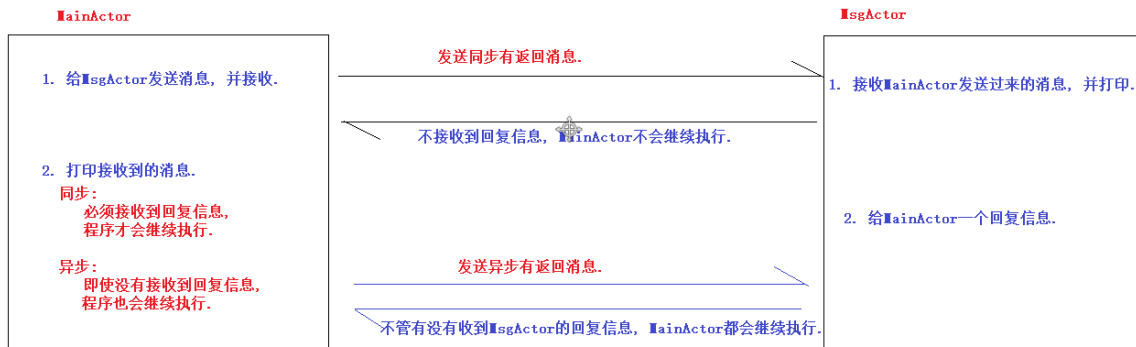 MainActor
MsgActor
1. 给MsgActor发送消息, 并接收.
2. 打印接收到的消息.
同步:
必须接收到回复信息,
程序才会继续执行.
异步:
即使没有接收到回复信息,
程序也会继续执行.
发送同步有返回消息.
不接收到回复信息, MainActor不会继续执行.
发送异步有返回消息.
不管有没有收到MsgActor的回复信息, MainActor都会继续执行.
1. 接收MainActor发送过来的消息, 并打印.
2. 给MainActor一个回复信息.